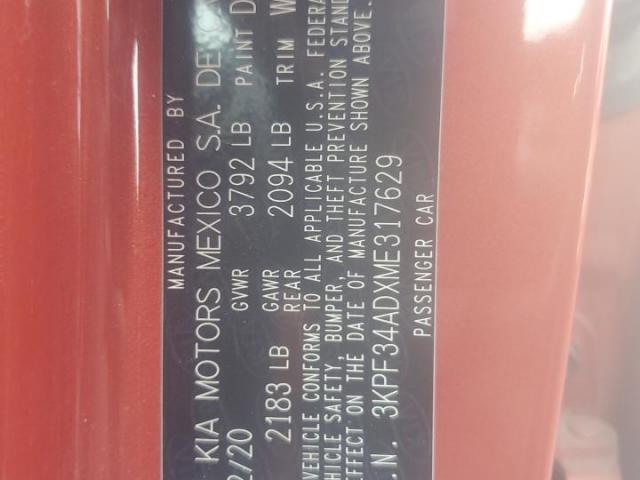 MANUFACTURED BY
KIA MOTORS MEXICO S.A. DE
2/20 GVWR 3792 LB PAINT D
2183 LB GAWR REAR 2094 LB TRIM W
VEHICLE CONFORMS TO ALL APPLICABLE U.S.A. FEDERA
HICLE SAFETY, BUMPER, AND THEFT PREVENTION STAND
EFFECT ON THE DATE OF MANUFACTURE SHOWN ABOVE.
.N. 3KPF34ADXME317629
PASSENGER CAR